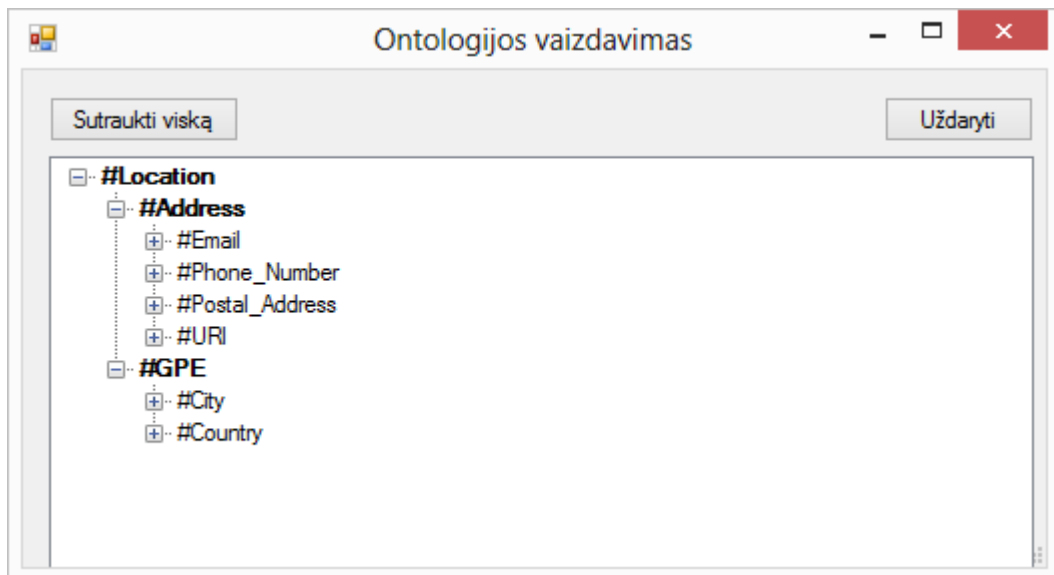 Ontologijos vaizdavimas
Sutraukti viską Uždaryti
#Location
#Address
#Email
#Phone_Number
#Postal_Address
#URI
#GPE
#City
#Country